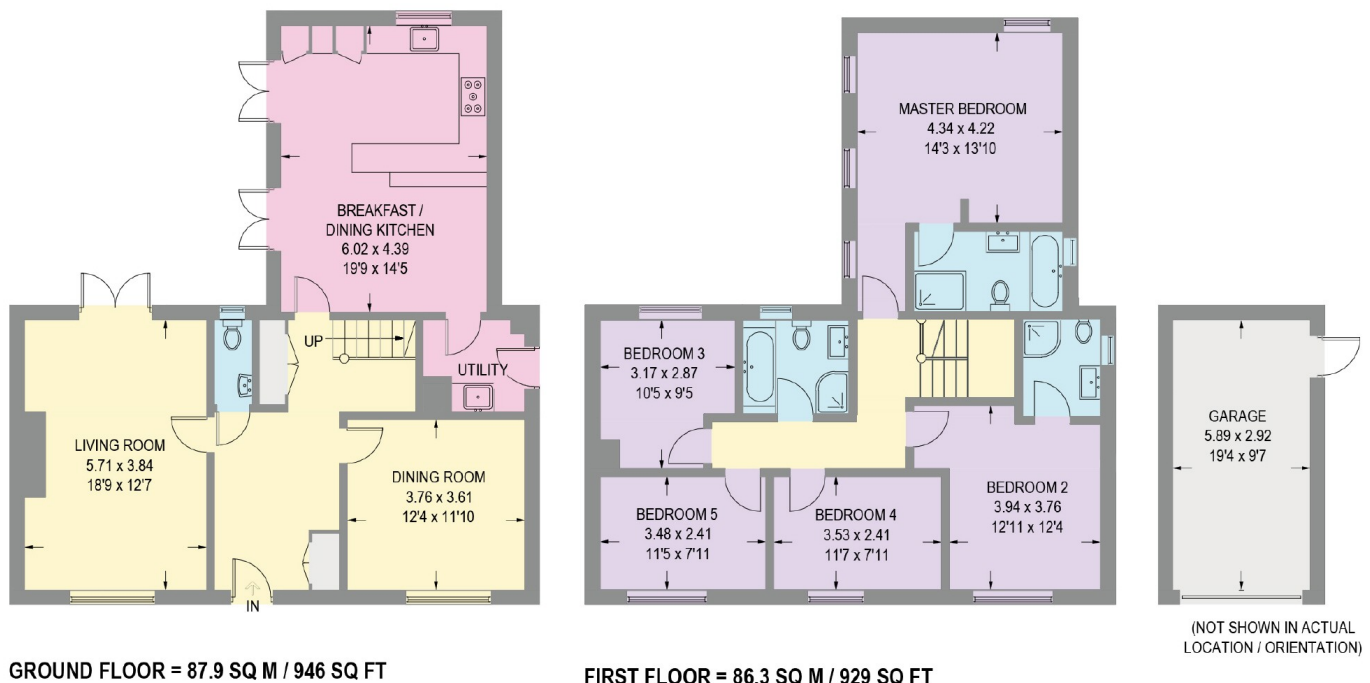 BREAKFAST /
DINING KITCHEN
6.02 x 4.39
19'9 x 14'5
UP
UTILITY
LIVING ROOM
5.71 x 3.84
18'9 x 12'7
DINING ROOM
3.76 x 3.61
12'4 x 11'10
IN
GROUND FLOOR = 87.9 SQ M / 946 SQ FT
MASTER BEDROOM
4.34 x 4.22
14'3 x 13'10
BEDROOM 3
3.17 x 2.87
10'5 x 9'5
BEDROOM 5
3.48 x 2.41
11'5 x 7'11
BEDROOM 4
3.53 x 2.41
11'7 x 7'11
BEDROOM 2
3.94 x 3.76
12'11 x 12'4
FIRST FLOOR = 86.3 SQ M / 929 SQ FT
GARAGE
5.89 x 2.92
19'4 x 9'7
(NOT SHOWN IN ACTUAL
LOCATION / ORIENTATION)